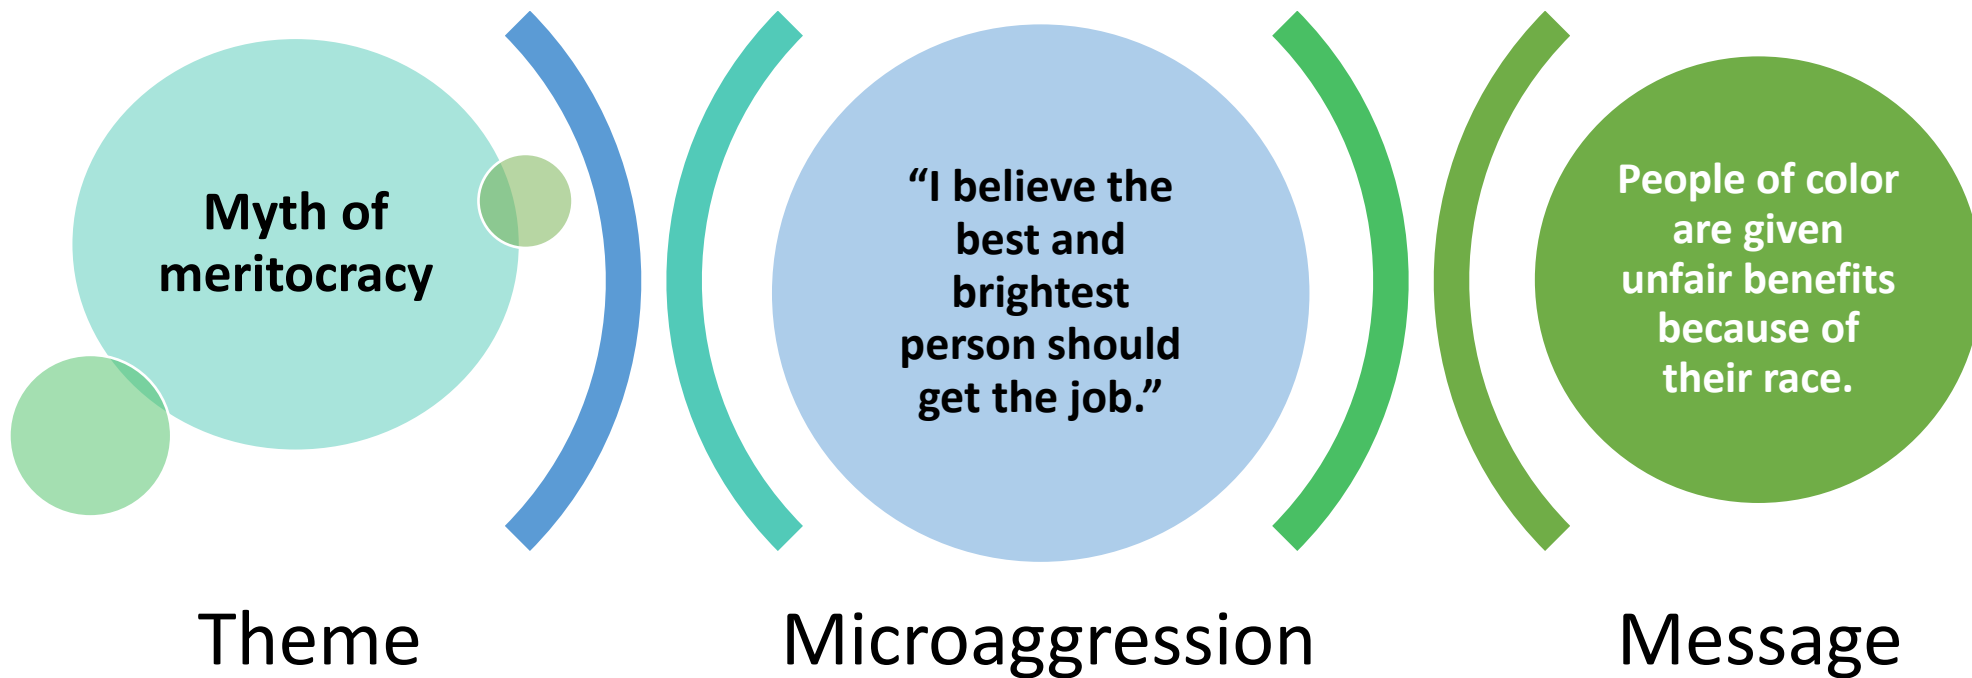 Myth of
meritocracy
“I believe the
best and
brightest
person should
get the job.”
People of color
are given
unfair benefits
because of
their race.
Theme
Microaggression
Message